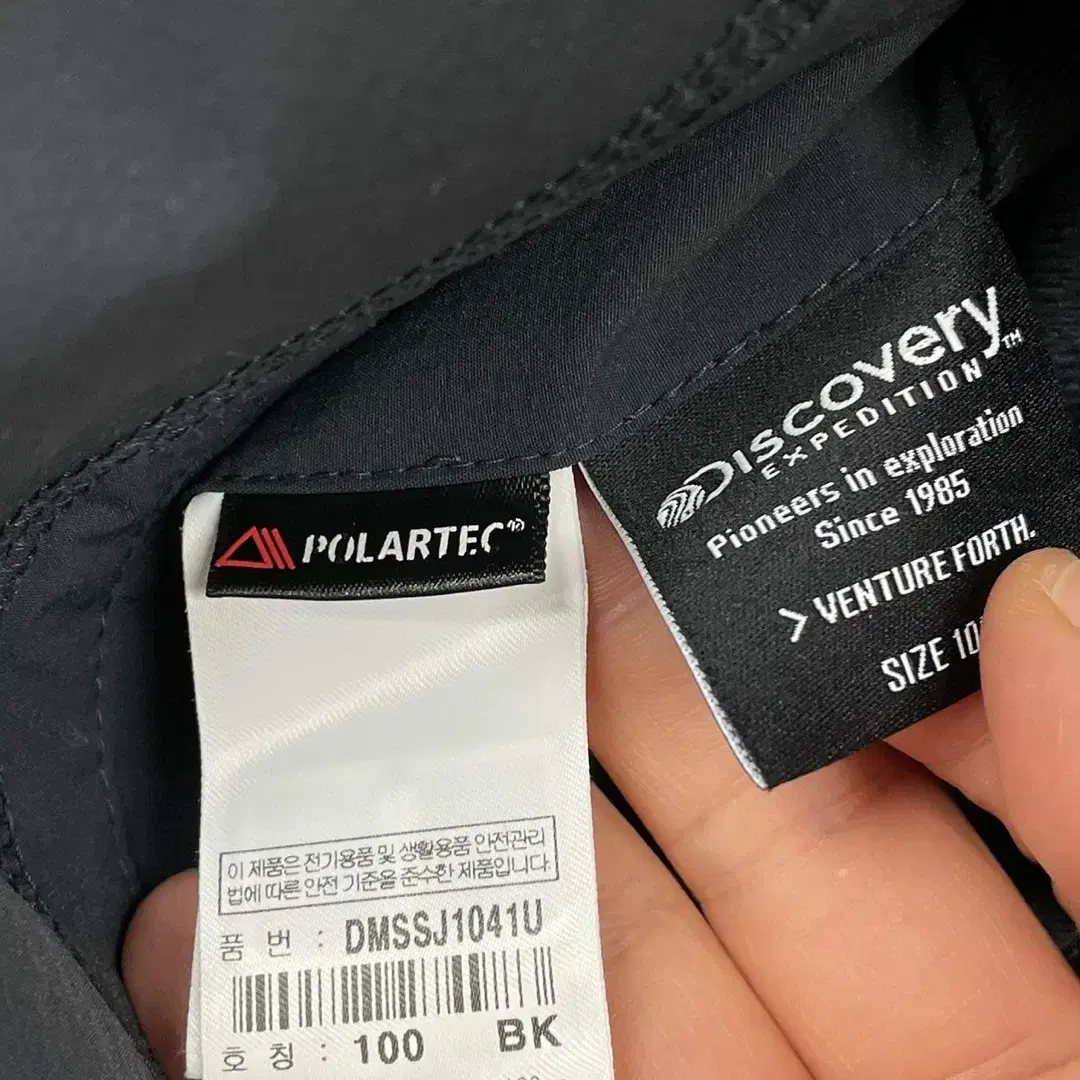 DISCOVERY™
EXPEDITION
Pioneers in exploration
Since 1985
> VENTURE FORTH.
SIZE
POLARTEC®
이 제품은 전기용품 및 생활용품 안전관리
법에 따른 안전 기준을 준수한 제품입니다.
품 번 : DMSSJ1041U
호 칭 : 100 BK